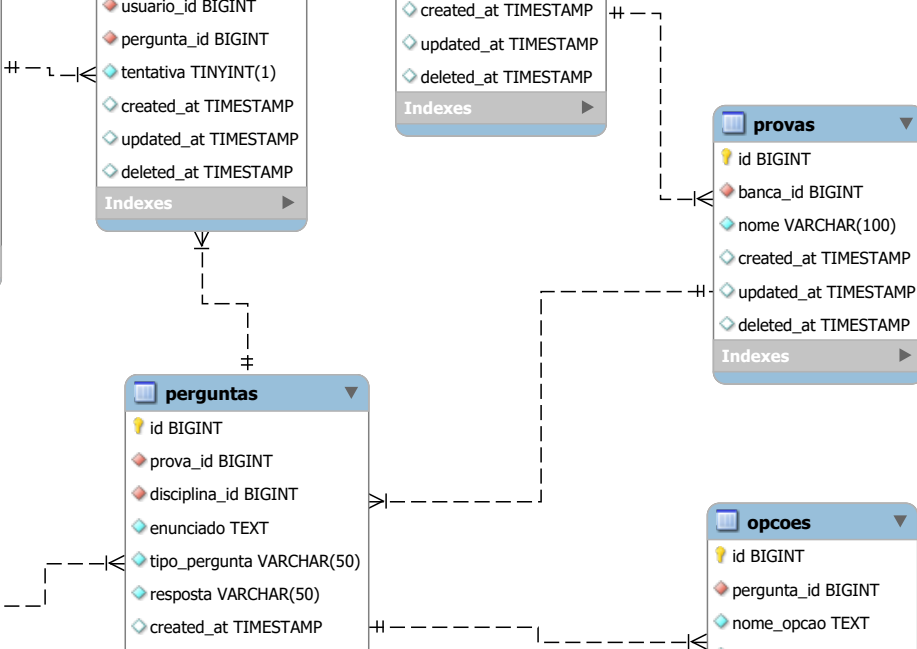 usuario_id BIGINT
pergunta_id BIGINT
tentativa TINYINT(1)
created_at TIMESTAMP
updated_at TIMESTAMP
deleted_at TIMESTAMP
Indexes
created_at TIMESTAMP
updated_at TIMESTAMP
deleted_at TIMESTAMP
Indexes
provas
id BIGINT
banca_id BIGINT
nome VARCHAR(100)
created_at TIMESTAMP
updated_at TIMESTAMP
deleted_at TIMESTAMP
Indexes
perguntas
id BIGINT
prova_id BIGINT
disciplina_id BIGINT
enunciado TEXT
tipo_pergunta VARCHAR(50)
resposta VARCHAR(50)
created_at TIMESTAMP
opcoes
id BIGINT
pergunta_id BIGINT
nome_opcao TEXT